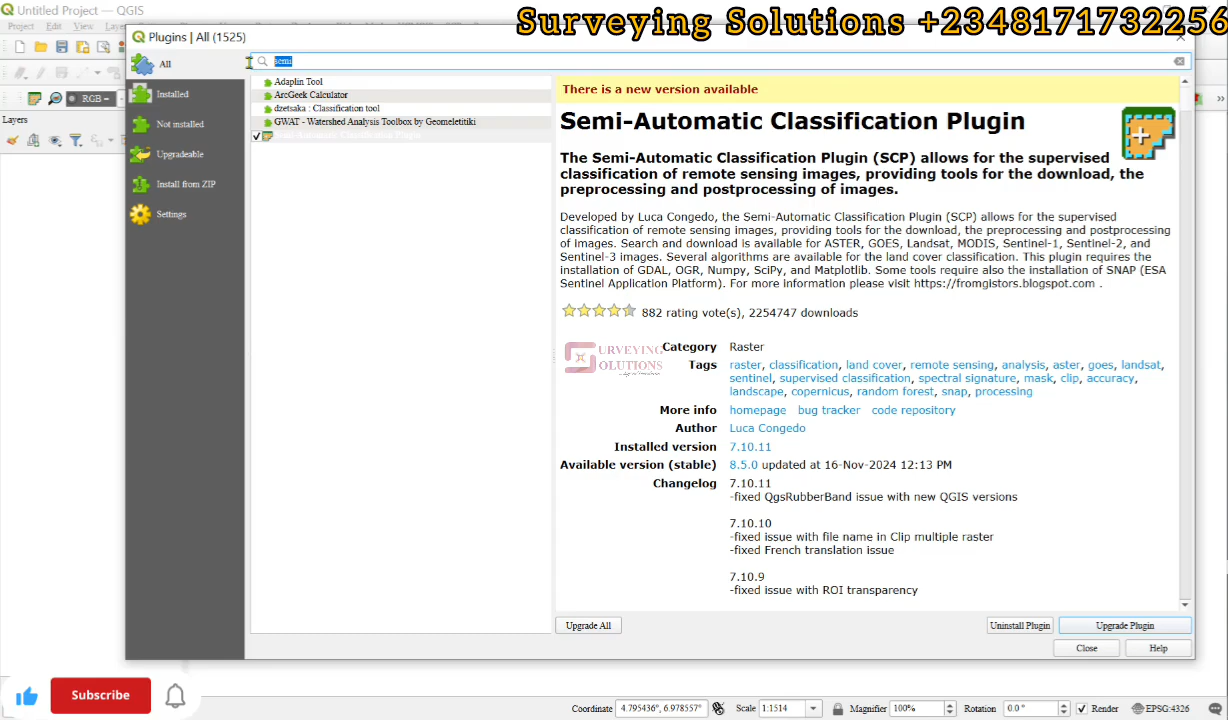 Untitled Project — QGIS
Surveying Solutions +2348171732256
Project Edit View Layer
Plugins | All (1525)
All
semi
Installed
Not installed
Upgradeable
Install from ZIP
Settings
RGB
Layers
Adaplin Tool
ArcGeek Calculator
dzetsaka : Classification tool
GWAT - Watershed Analysis Toolbox by Geomeletitiki
Semi-Automatic Classification Plugin
There is a new version available
Semi-Automatic Classification Plugin
The Semi-Automatic Classification Plugin (SCP) allows for the supervised
classification of remote sensing images, providing tools for the download, the
preprocessing and postprocessing of images.
Developed by Luca Congedo, the Semi-Automatic Classification Plugin (SCP) allows for the supervised
classification of remote sensing images, providing tools for the download, the preprocessing and postprocessing
of images. Search and download is available for ASTER, GOES, Landsat, MODIS, Sentinel-1, Sentinel-2, and
Sentinel-3 images. Several algorithms are available for the land cover classification. This plugin requires the
installation of GDAL, OGR, Numpy, SciPy, and Matplotlib. Some tools require also the installation of SNAP (ESA
Sentinel Application Platform). For more information please visit https://fromgistors.blogspot.com .
882 rating vote(s), 2254747 downloads
SURVEYING
SOLUTIONS
Category Raster
Tags raster, classification, land cover, remote sensing, analysis, aster, goes, landsat,
sentinel, supervised classification, spectral signature, mask, clip, accuracy,
landscape, copernicus, random forest, snap, processing
More info homepage bug tracker code repository
Author Luca Congedo
Installed version 7.10.11
Available version (stable) 8.5.0 updated at 16-Nov-2024 12:13 PM
Changelog 7.10.11
-fixed QgsRubberBand issue with new QGIS versions
7.10.10
-fixed issue with file name in Clip multiple raster
-fixed French translation issue
7.10.9
-fixed issue with ROI transparency
Upgrade All Uninstall Plugin Upgrade Plugin
Close Help
Subscribe
Coordinate 4.795436°, 6.978557° Scale 1:1514 Magnifier 100% Rotation 0.0 ° Render EPSG:4326